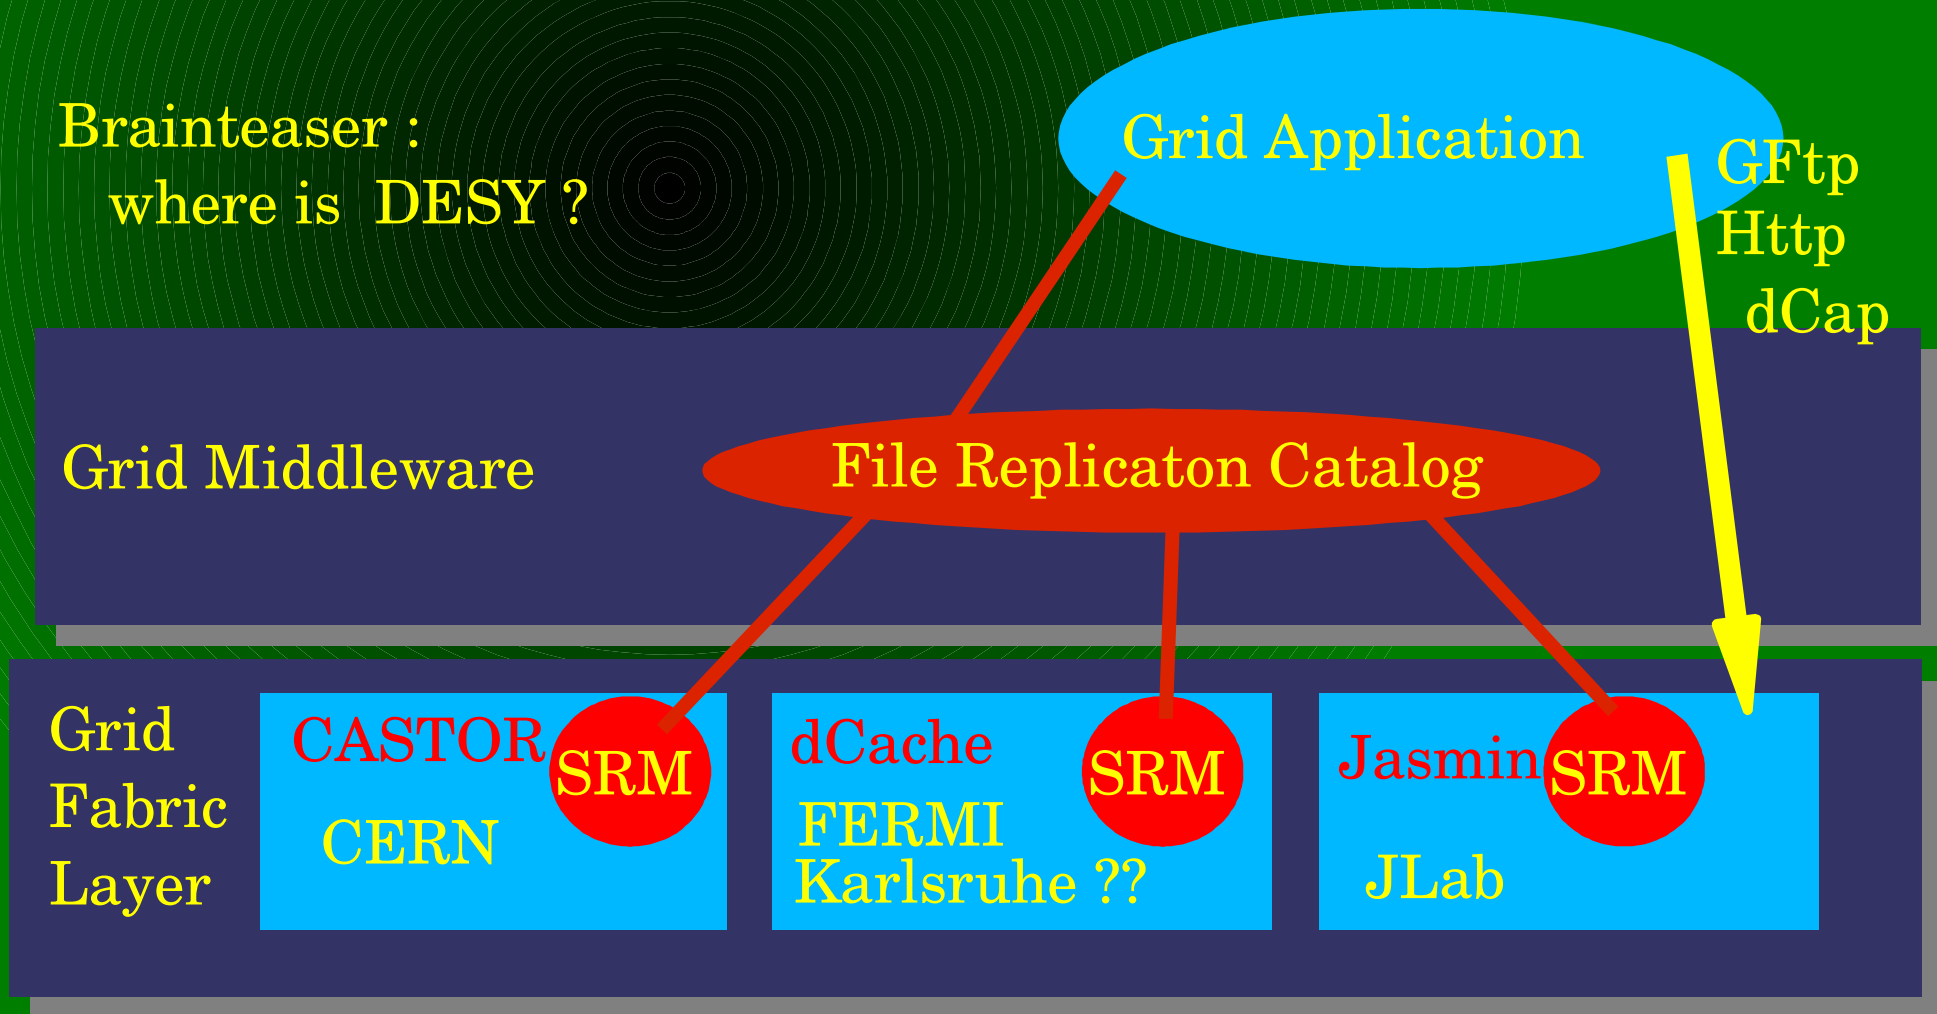 Brainteaser :
where is DESY ?
Grid Application
GFtp
Http
dCap
Grid Middleware
File Replicaton Catalog
Grid
Fabric
Layer
CASTOR
SRM
CERN
dCache
SRM
FERMI
Karlsruhe ??
Jasmin
SRM
JLab